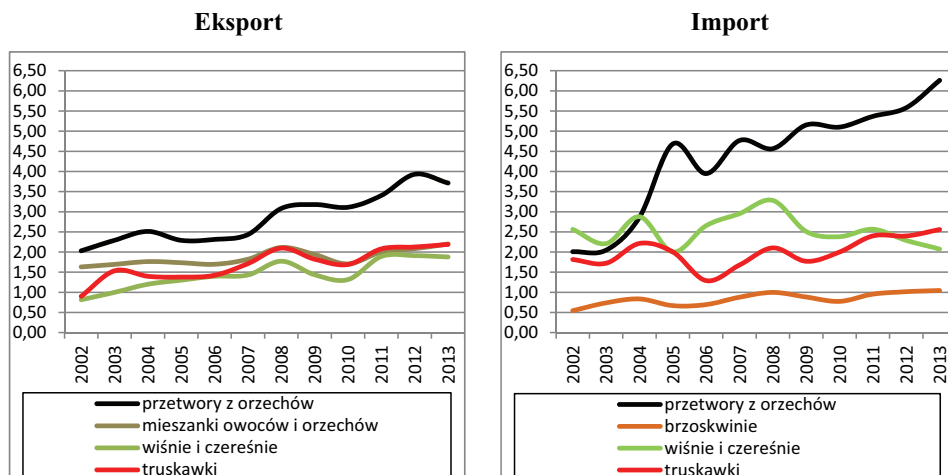 Eksport
6,50
6,00
5,50
5,00
4,50
4,00
3,50
3,00
2,50
2,00
1,50
1,00
0,50
0,00
2002 2003 2004 2005 2006 2007 2008 2009 2010 2011 2012 2013
przetwory z orzechów
mieszanki owoców i orzechów
wiśnie i czereśnie
truskawki
Import
6,50
6,00
5,50
5,00
4,50
4,00
3,50
3,00
2,50
2,00
1,50
1,00
0,50
0,00
2002 2003 2004 2005 2006 2007 2008 2009 2010 2011 2012 2013
przetwory z orzechów
brzoskwinie
wiśnie i czereśnie
truskawki